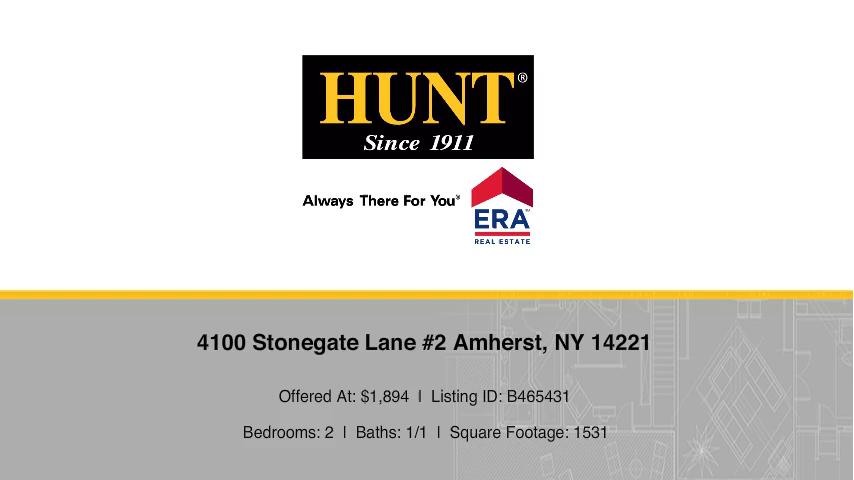 HUNT®
Since 1911
Always There For You®
ERA™
REAL ESTATE
4100 Stonegate Lane #2 Amherst, NY 14221
Offered At: $1,894 | Listing ID: B465431
Bedrooms: 2 | Baths: 1/1 | Square Footage: 1531